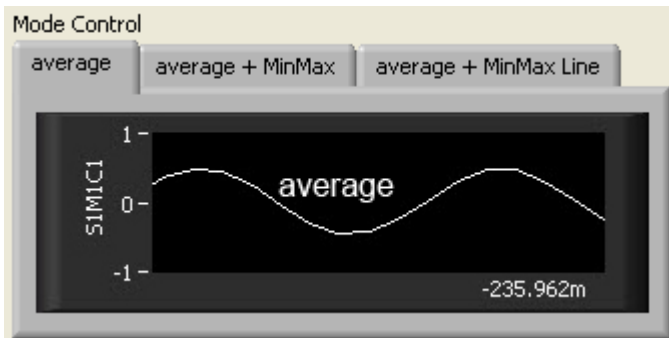 Mode Control
average
average + MinMax
average + MinMax Line
1
S1M1C1
average
0
-1
-235.962m